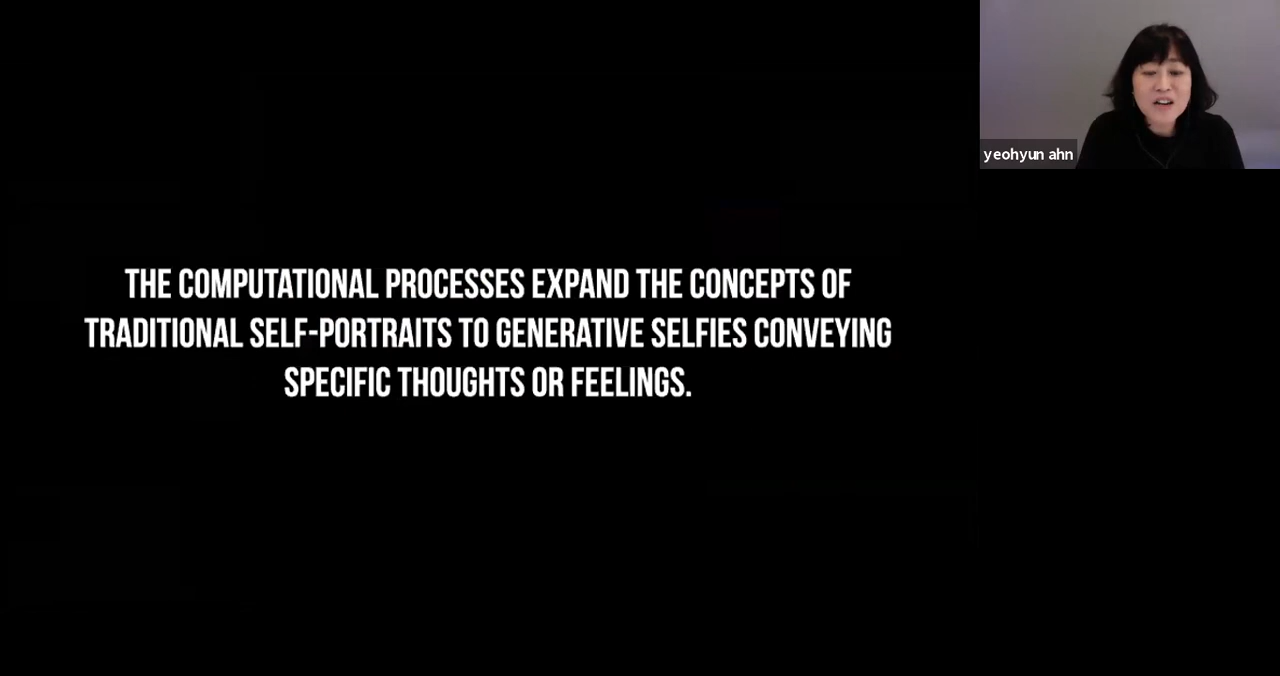 yeohyun ahn
THE COMPUTATIONAL PROCESSES EXPAND THE CONCEPTS OF
TRADITIONAL SELF-PORTRAITS TO GENERATIVE SELFIES CONVEYING
SPECIFIC THOUGHTS OR FEELINGS.